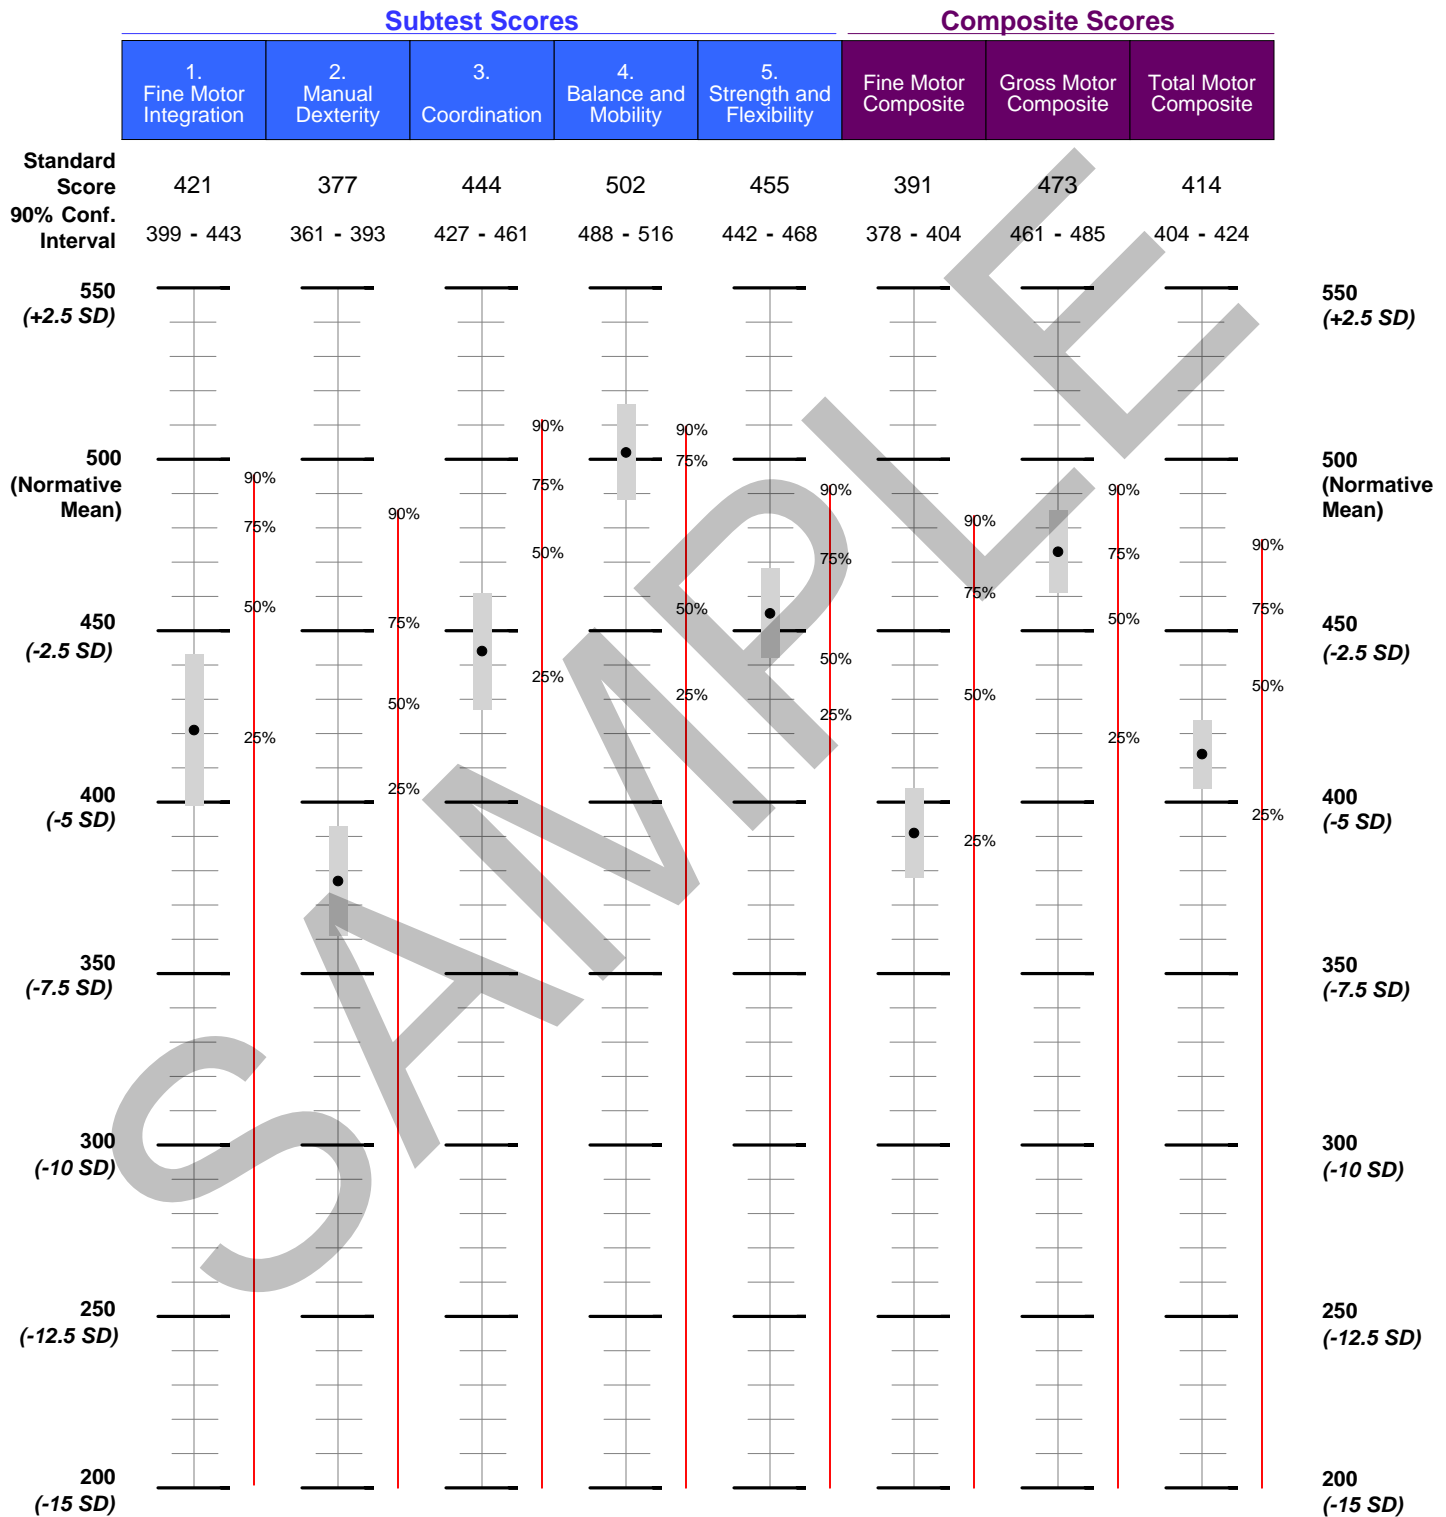 Subtest Scores Composite Scores
1. Fine Motor Integration
2. Manual Dexterity
3. Coordination
4. Balance and Mobility
5. Strength and Flexibility
Fine Motor Composite
Gross Motor Composite
Total Motor Composite
Standard Score 421 377 444 502 455 391 473 414
90% Conf. Interval 399 - 443 361 - 393 427 - 461 488 - 516 442 - 468 378 - 404 461 - 485 404 - 424
550
(+2.5 SD)
500
(Normative
Mean)
450
(-2.5 SD)
400
(-5 SD)
350
(-7.5 SD)
300
(-10 SD)
250
(-12.5 SD)
200
(-15 SD)
90%
75%
50%
25%
90%
75%
50%
25%
90%
75%
50%
25%
90%
75%
50%
25%
90%
75%
50%
25%
90%
75%
50%
25%
90%
75%
50%
25%
90%
75%
50%
25%
550
(+2.5 SD)
500
(Normative
Mean)
450
(-2.5 SD)
400
(-5 SD)
350
(-7.5 SD)
300
(-10 SD)
250
(-12.5 SD)
200
(-15 SD)
SAMPLE